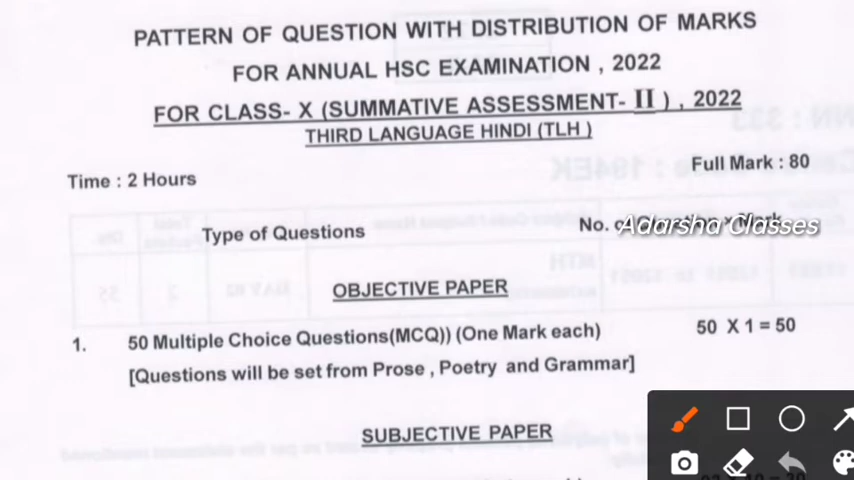 PATTERN OF QUESTION WITH DISTRIBUTION OF MARKS
FOR ANNUAL HSC EXAMINATION , 2022
FOR CLASS- X (SUMMATIVE ASSESSMENT- II ) , 2022
THIRD LANGUAGE HINDI (TLH )
Time : 2 Hours Full Mark : 80
Type of Questions No. of Question x Mark
Adarsha Classes
OBJECTIVE PAPER
1. 50 Multiple Choice Questions(MCQ)) (One Mark each) 50 X 1 = 50
[Questions will be set from Prose , Poetry and Grammar]
SUBJECTIVE PAPER